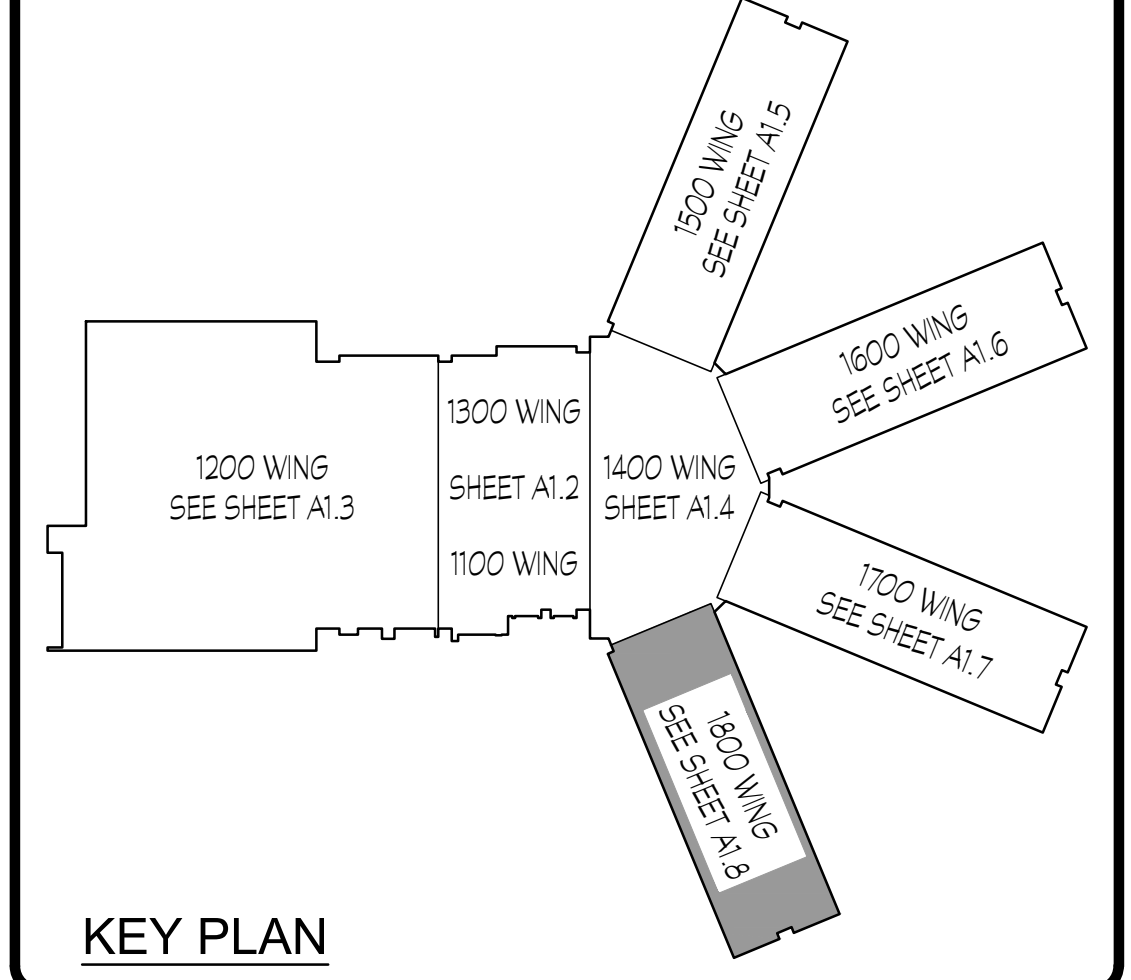 1500 WING
SEE SHEET A1.5
1600 WING
SEE SHEET A1.6
1300 WING
SHEET A1.2
1100 WING
1200 WING
SEE SHEET A1.3
1400 WING
SHEET A1.4
1700 WING
SEE SHEET A1.7
1800 WING
SEE SHEET A1.8
KEY PLAN